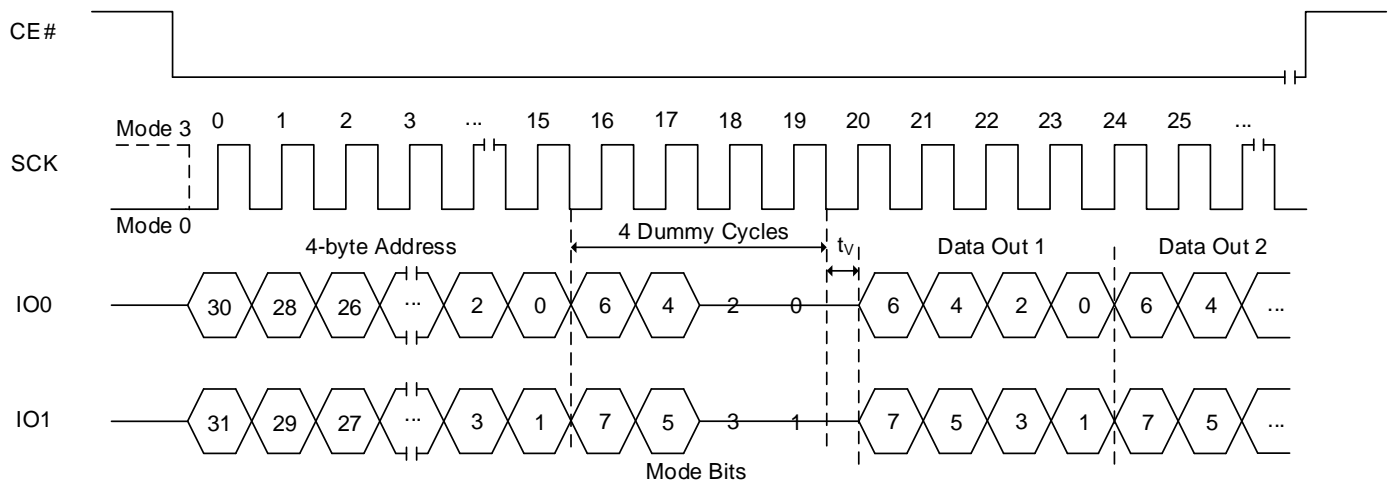 CE#
Mode 3 0 1 2 3 ... 15 16 17 18 19 20 21 22 23 24 25 ...
SCK
Mode 0
4-byte Address 4 Dummy Cycles tV Data Out 1 Data Out 2
IO0 30 28 26 ... 2 0 6 4 2 0 6 4 2 0 6 4 ...
IO1 31 29 27 ... 3 1 7 5 3 1 7 5 3 1 7 5 ...
Mode Bits